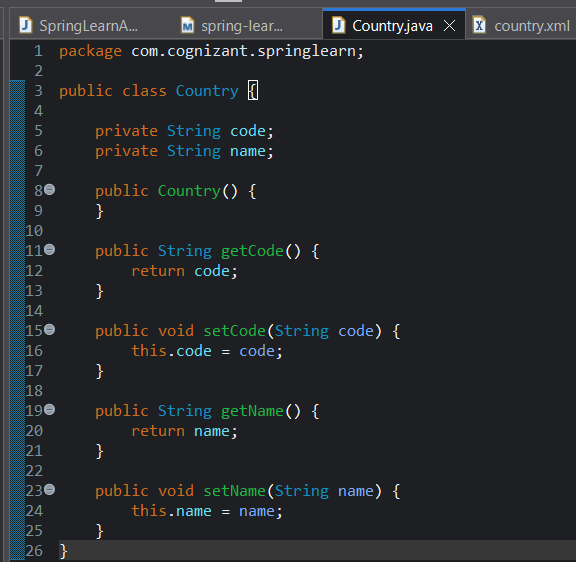 SpringLearnA... spring-lear... Country.java country.xml
1 package com.cognizant.springlearn;
2
3 public class Country {
4
5 private String code;
6 private String name;
7
8 public Country() {
9 }
10
11 public String getCode() {
12 return code;
13 }
14
15 public void setCode(String code) {
16 this.code = code;
17 }
18
19 public String getName() {
20 return name;
21 }
22
23 public void setName(String name) {
24 this.name = name;
25 }
26 }